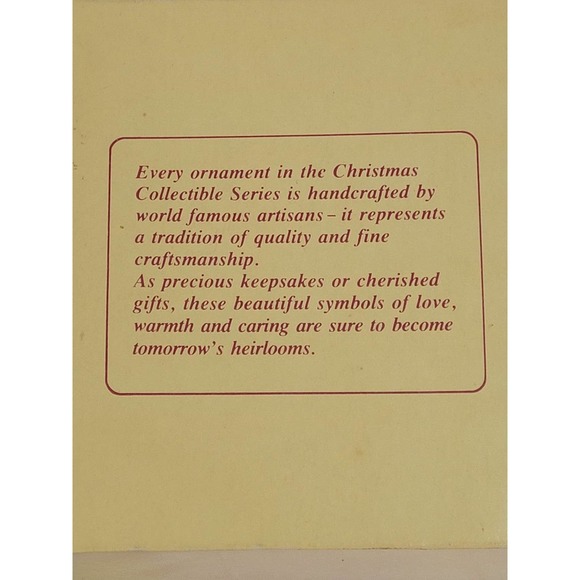 Every ornament in the Christmas
Collectible Series is handcrafted by
world famous artisans – it represents
a tradition of quality and fine
craftsmanship.
As precious keepsakes or cherished
gifts, these beautiful symbols of love,
warmth and caring are sure to become
tomorrow's heirlooms.